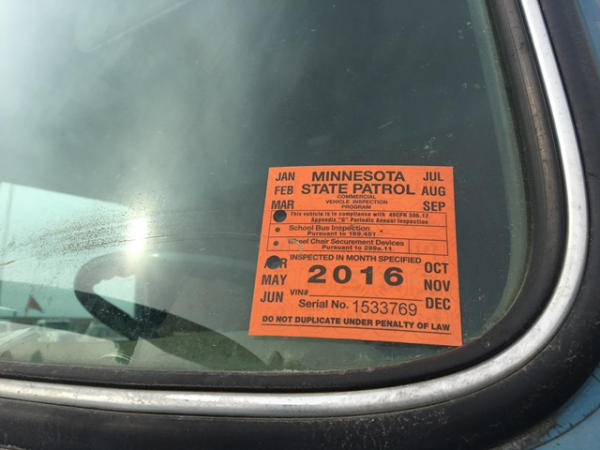 JAN MINNESOTA JUL
FEB STATE PATROL AUG
MAR COMMERCIAL SEP
VEHICLE INSPECTION
PROGRAM
This vehicle is in compliance with 49CFR 396.17
Appendix "G" Periodic Annual Inspection
School Bus Inspection
Pursuant to 169.451
Chair Securement Devices
Pursuant to 299a.11
INSPECTED IN MONTH SPECIFIED
2016 OCT
MAY NOV
JUN VIN# DEC
Serial No. 1533769
DO NOT DUPLICATE UNDER PENALTY OF LAW